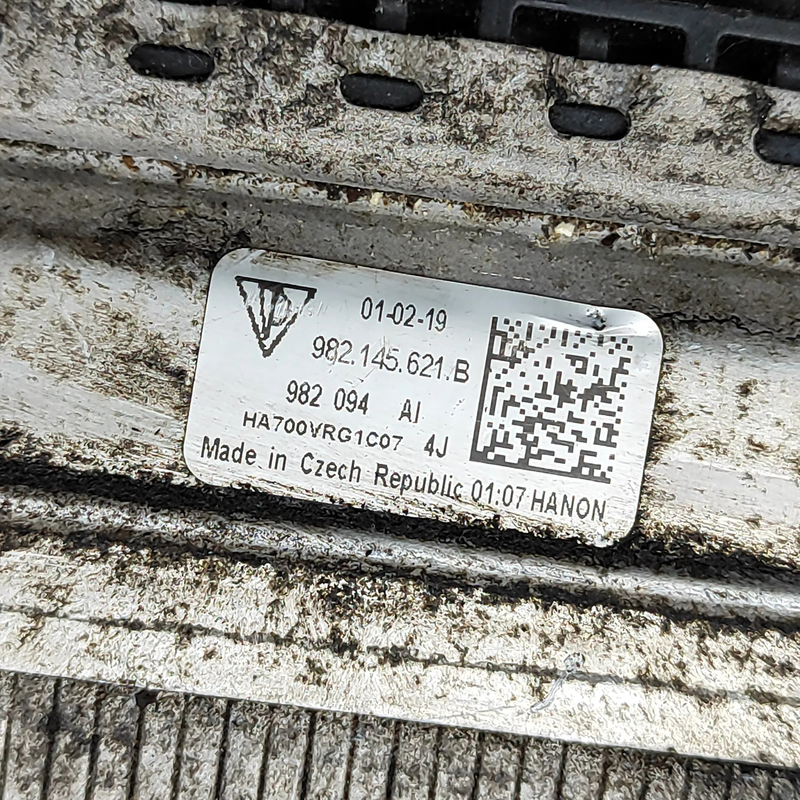 01-02-19
982.145.621.B
982 094 AI
HA700VRG1C07 4J
Made in Czech Republic 01:07 HANON